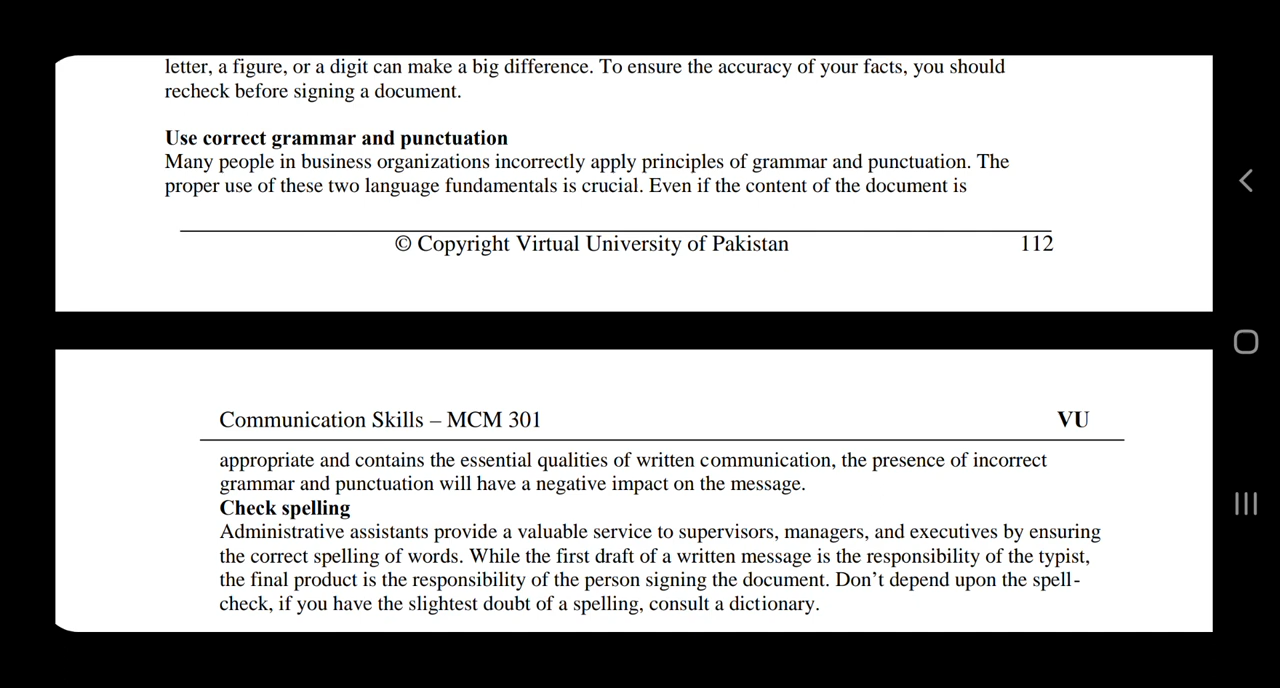 letter, a figure, or a digit can make a big difference. To ensure the accuracy of your facts, you should
recheck before signing a document.
Use correct grammar and punctuation
Many people in business organizations incorrectly apply principles of grammar and punctuation. The
proper use of these two language fundamentals is crucial. Even if the content of the document is
© Copyright Virtual University of Pakistan 112
Communication Skills – MCM 301 VU
appropriate and contains the essential qualities of written communication, the presence of incorrect
grammar and punctuation will have a negative impact on the message.
Check spelling
Administrative assistants provide a valuable service to supervisors, managers, and executives by ensuring
the correct spelling of words. While the first draft of a written message is the responsibility of the typist,
the final product is the responsibility of the person signing the document. Don’t depend upon the spell-
check, if you have the slightest doubt of a spelling, consult a dictionary.